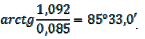 arctg 1,092/0,085 = 85°33,0′.